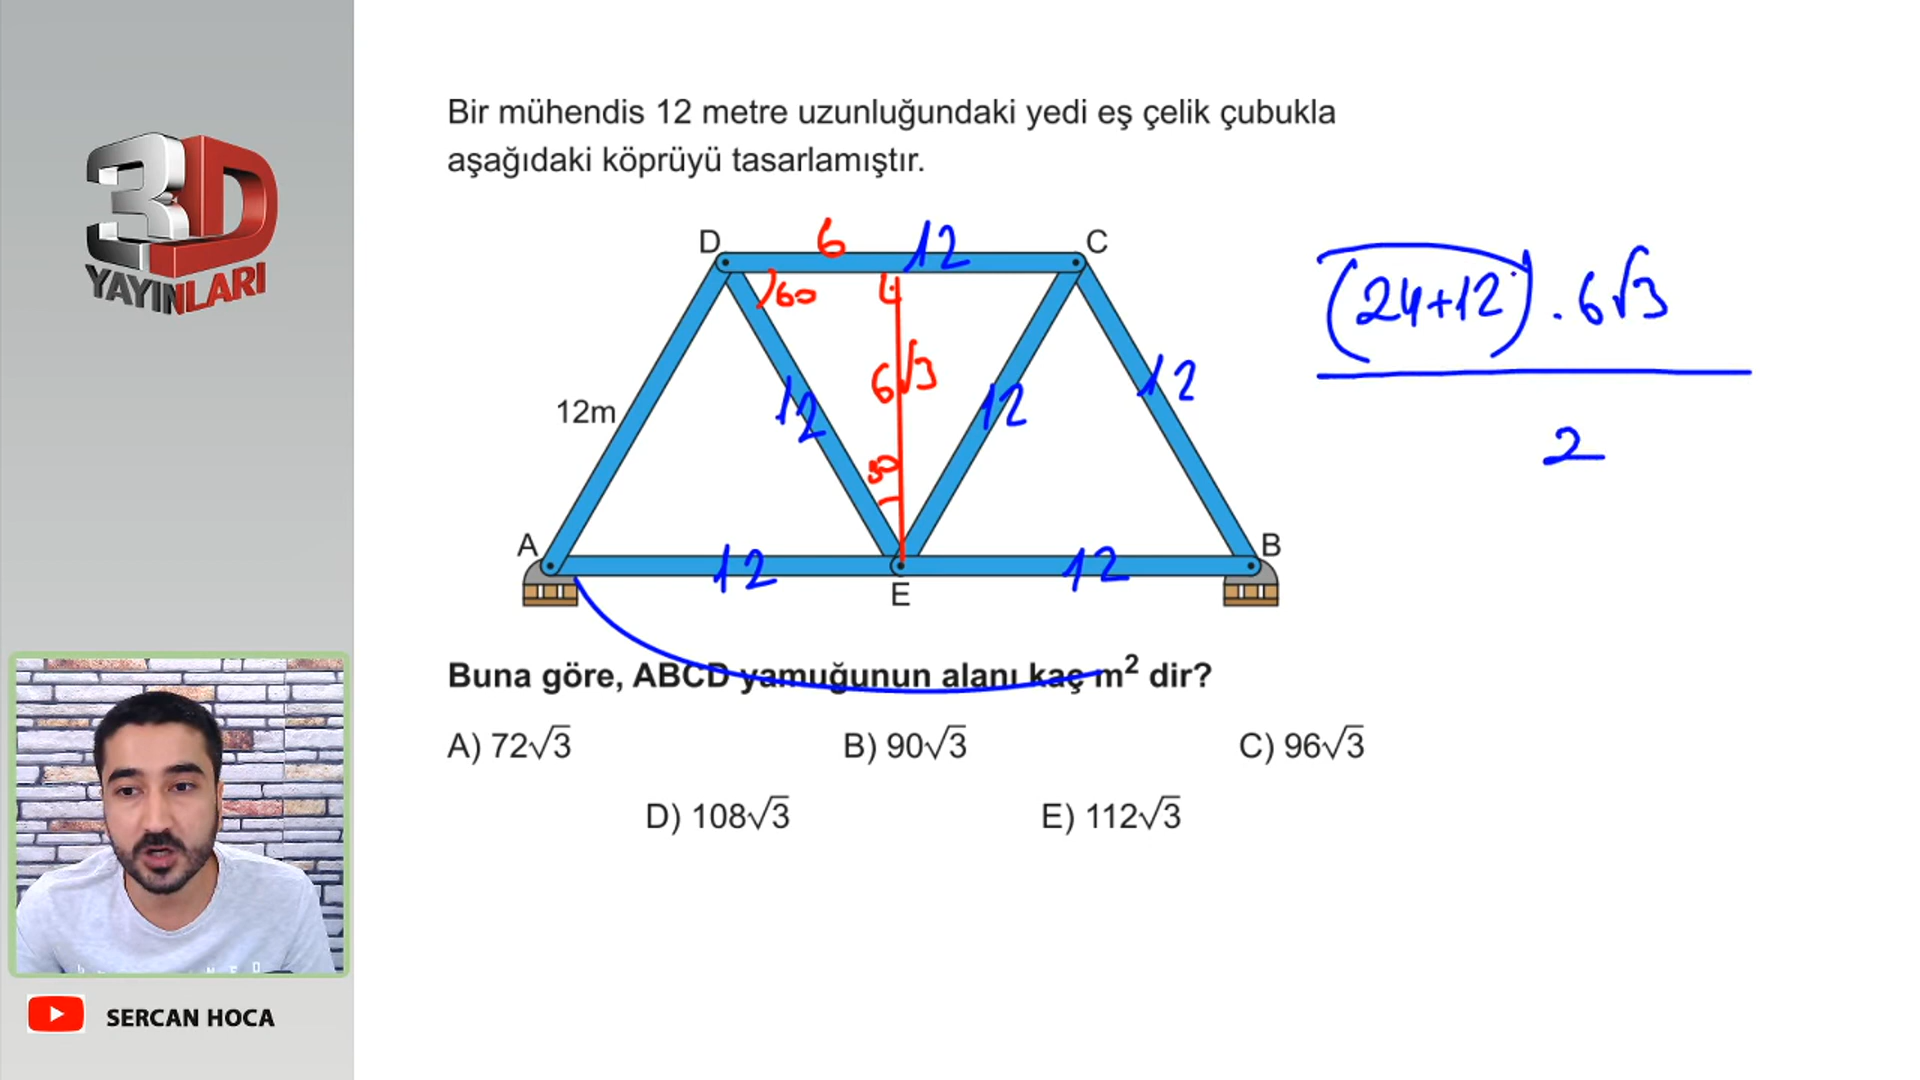 3D
YAYINLARI
Bir mühendis 12 metre uzunluğundaki yedi eş çelik çubukla
aşağıdaki köprüyü tasarlamıştır.
D 6 12 C
60
12m 12 6√3 12 12
30
A 12 E 12 B
(24+12) . 6√3
2
Buna göre, ABCD yamuğunun alanı kaç m² dir?
A) 72√3 B) 90√3 C) 96√3
D) 108√3 E) 112√3
SERCAN HOCA